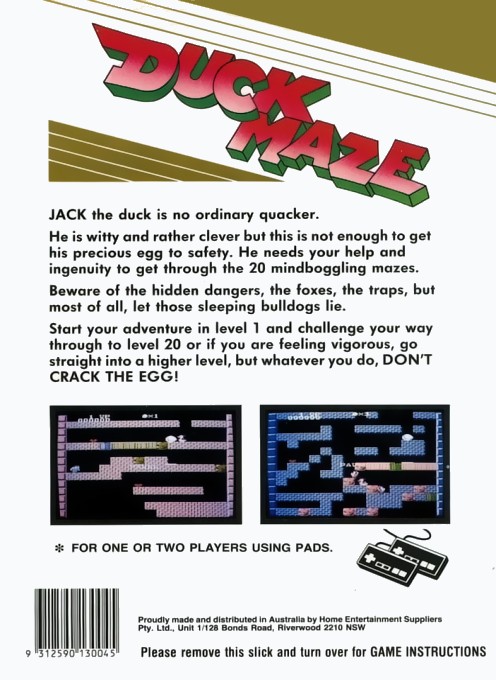 DUCK
MAZE
JACK the duck is no ordinary quacker.
He is witty and rather clever but this is not enough to get
his precious egg to safety. He needs your help and
ingenuity to get through the 20 mindboggling mazes.
Beware of the hidden dangers, the foxes, the traps, but
most of all, let those sleeping bulldogs lie.
Start your adventure in level 1 and challenge your way
through to level 20 or if you are feeling vigorous, go
straight into a higher level, but whatever you do, DON'T
CRACK THE EGG!
✻ FOR ONE OR TWO PLAYERS USING PADS.
Proudly made and distributed in Australia by Home Entertainment Suppliers
Pty. Ltd., Unit 1/128 Bonds Road, Riverwood 2210 NSW
9 312590 130045
Please remove this slick and turn over for GAME INSTRUCTIONS